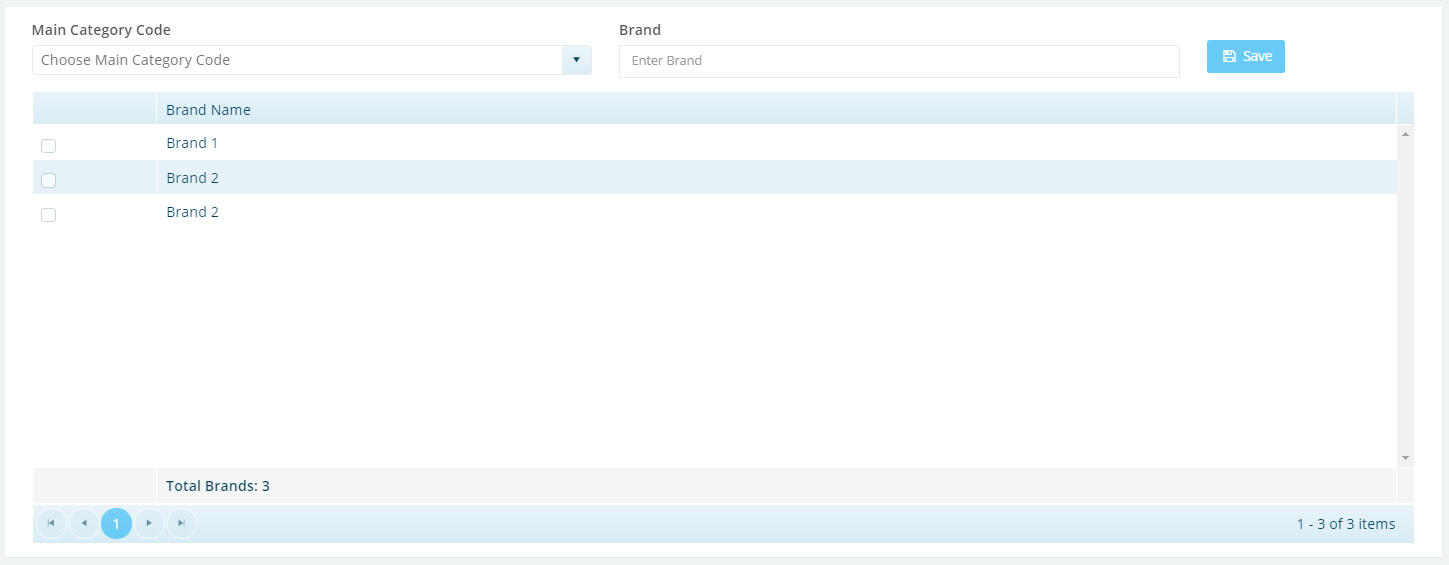 Main Category Code
Brand
Choose Main Category Code
Enter Brand
Save
Brand Name
Brand 1
Brand 2
Brand 2
Total Brands: 3
1
1 - 3 of 3 items